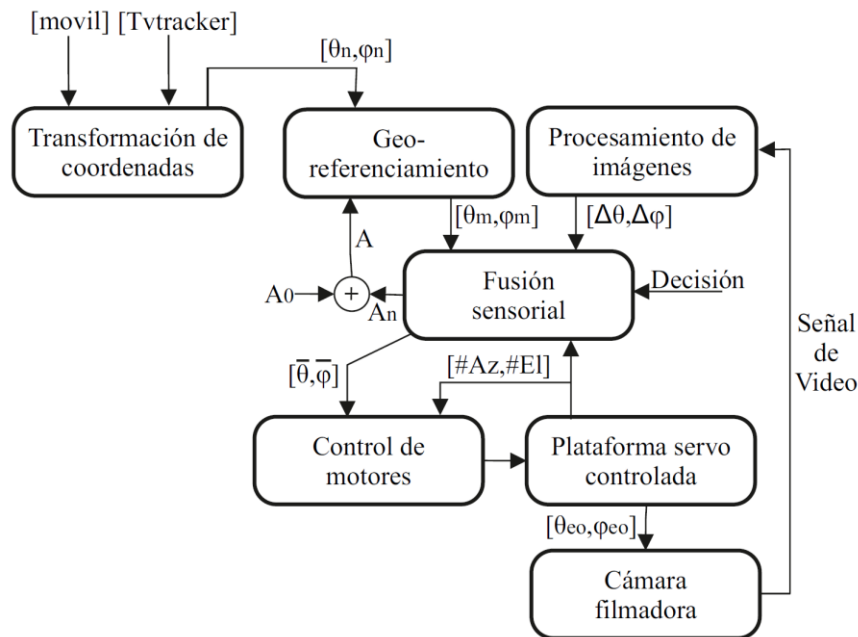 [movil] [Tvtracker]
[θn,φn]
Transformación de
coordenadas
Geo-
referenciamiento
Procesamiento de
imágenes
[θm,φm]
[Δθ,Δφ]
A
Fusión
sensorial
Decisión
A0
+
An
Señal
de
Video
[θ̅,φ̅]
[#Az,#El]
Control de
motores
Plataforma servo
controlada
[θeo,φeo]
Cámara
filmadora